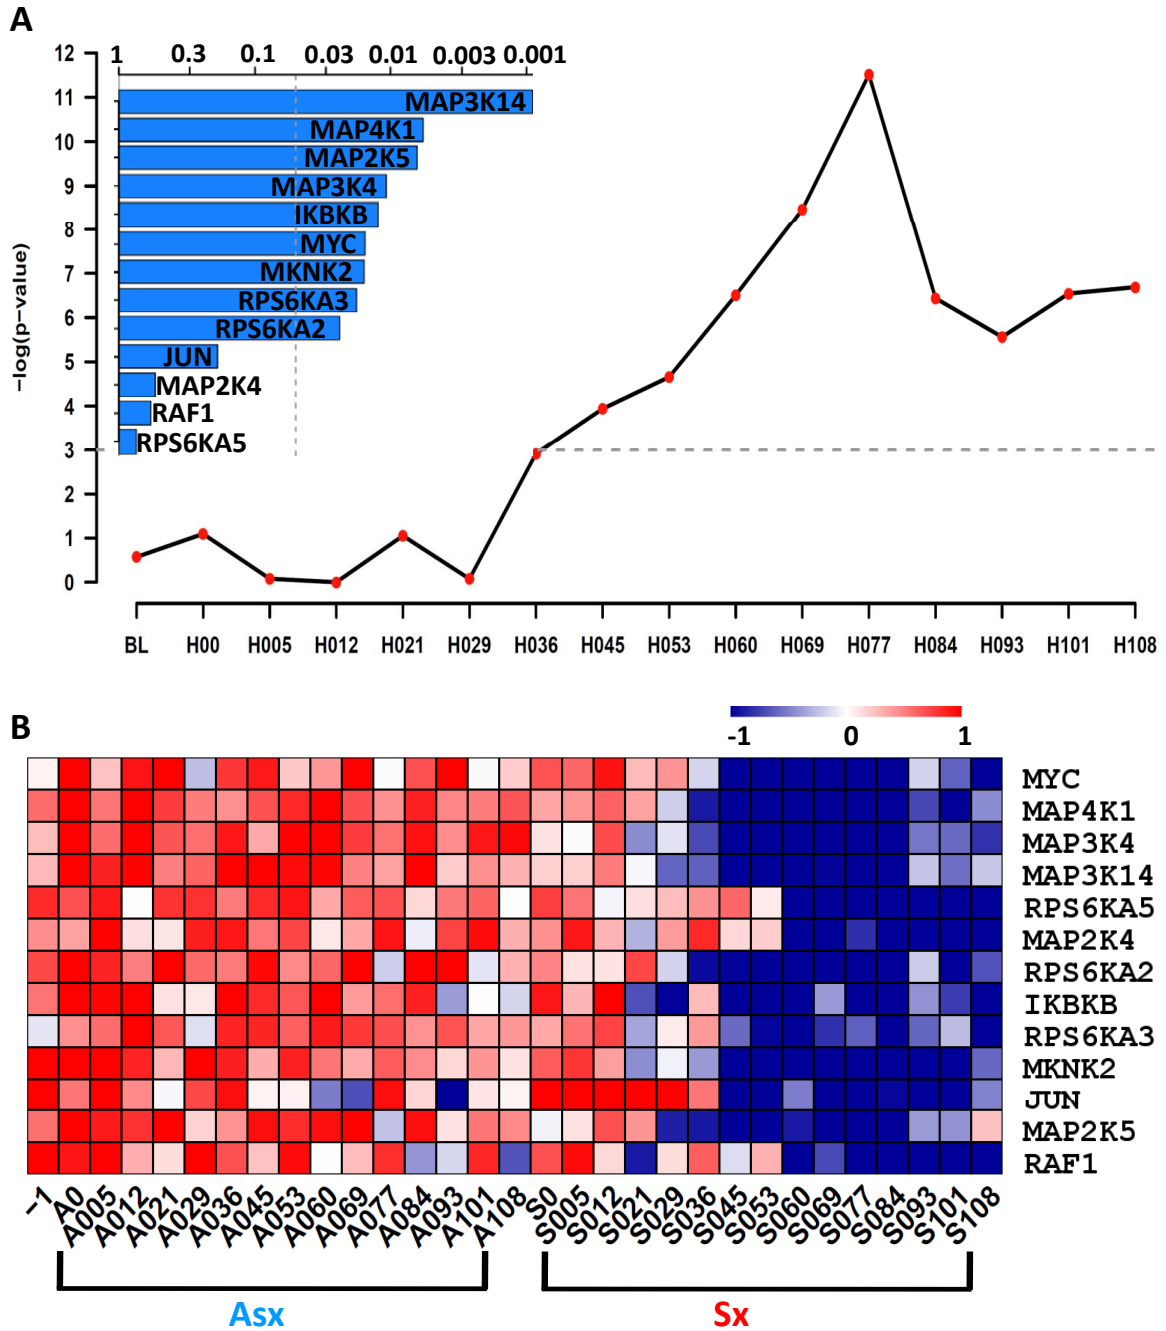 A
12
11
10
9
8
7
6
5
4
3
2
1
0
-log(p-value)
1 0.3 0.1 0.03 0.01 0.003 0.001
MAP3K14
MAP4K1
MAP2K5
MAP3K4
IKBKB
MYC
MKNK2
RPS6KA3
RPS6KA2
JUN
MAP2K4
RAF1
RPS6KA5
BL H00 H005 H012 H021 H029 H036 H045 H053 H060 H069 H077 H084 H093 H101 H108
B
-1 0 1
MYC
MAP4K1
MAP3K4
MAP3K14
RPS6KA5
MAP2K4
RPS6KA2
IKBKB
RPS6KA3
MKNK2
JUN
MAP2K5
RAF1
-1 A0 A005 A012 A021 A029 A036 A045 A053 A060 A069 A077 A084 A093 A101 A108 S0 S005 S012 S021 S029 S036 S045 S053 S060 S069 S077 S084 S093 S101 S108
Asx Sx